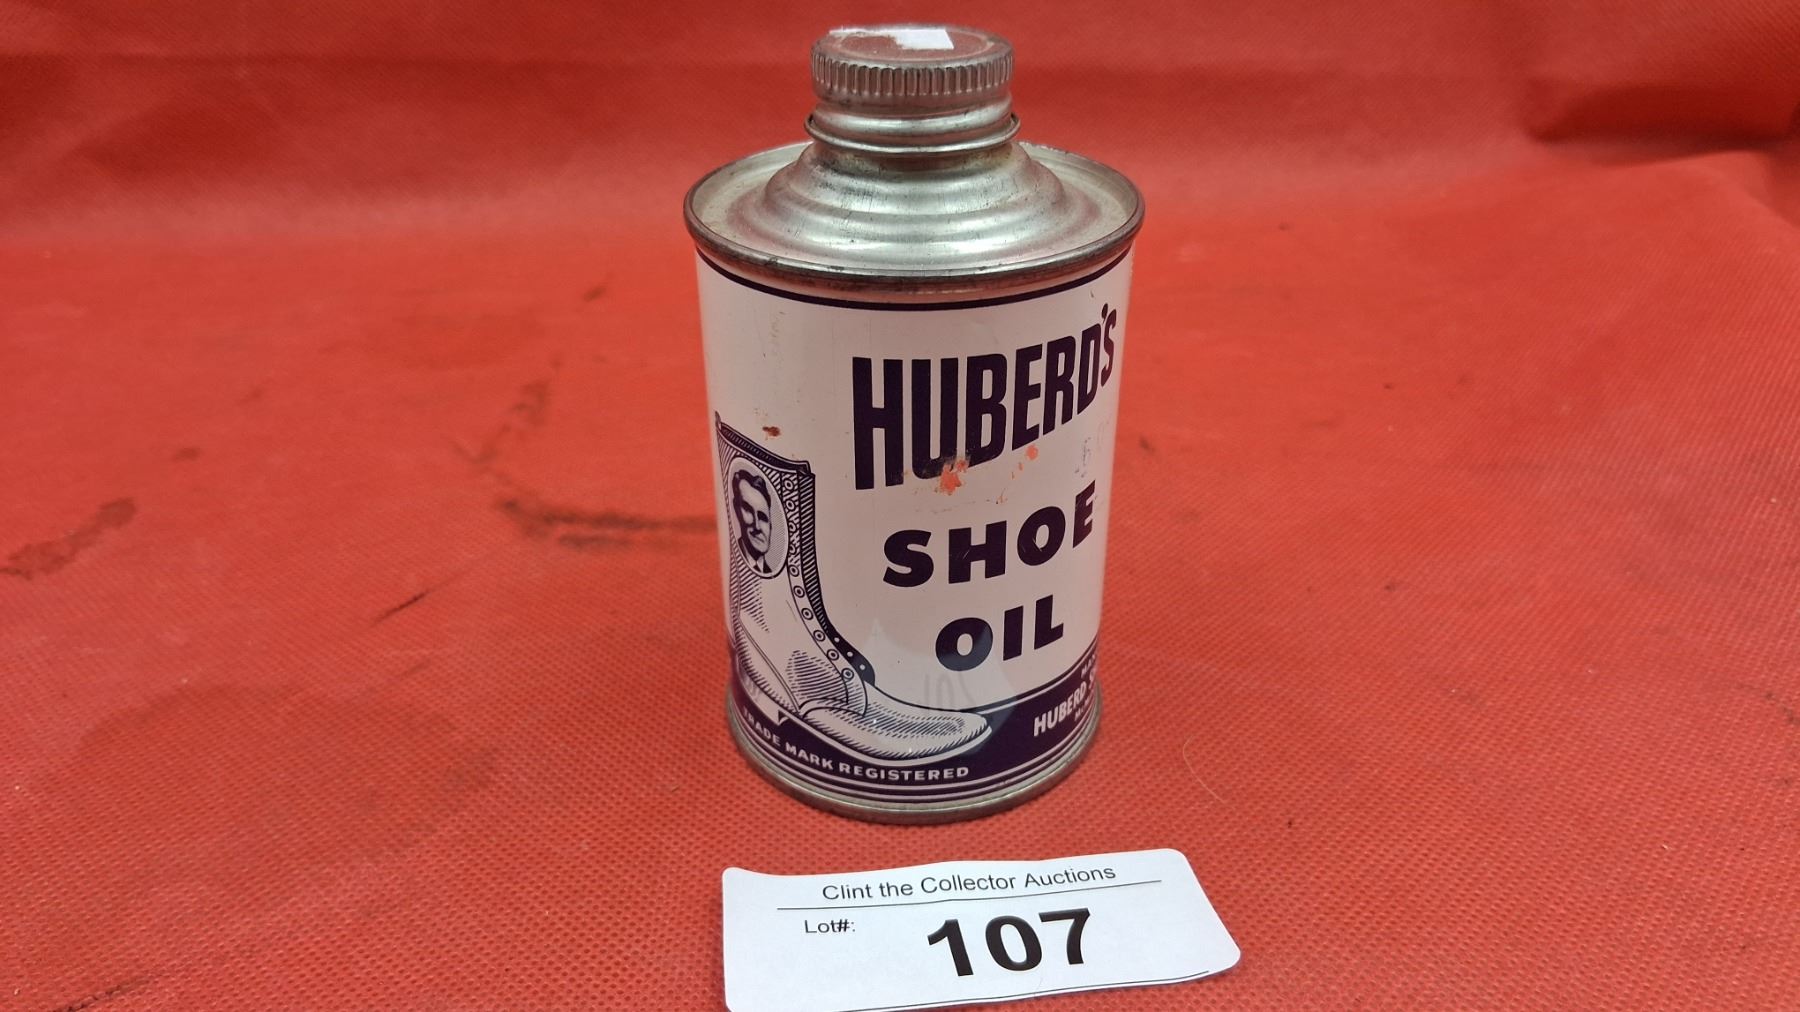 HUBERD'S
SHOE
OIL
HUBERD
TRADE MARK REGISTERED
Clint the Collector Auctions
Lot#: 107